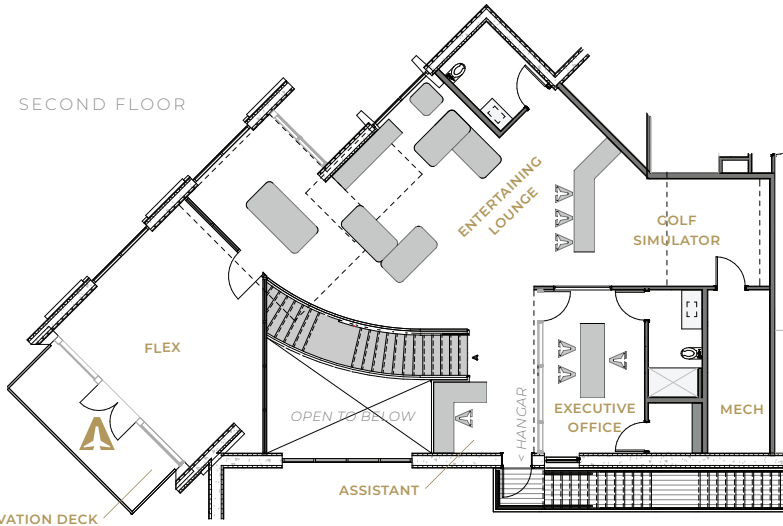 SECOND FLOOR
ENTERTAINING
LOUNGE
GOLF
SIMULATOR
FLEX
OPEN TO BELOW
< HANGAR
EXECUTIVE
OFFICE
MECH
ASSISTANT
VATION DECK